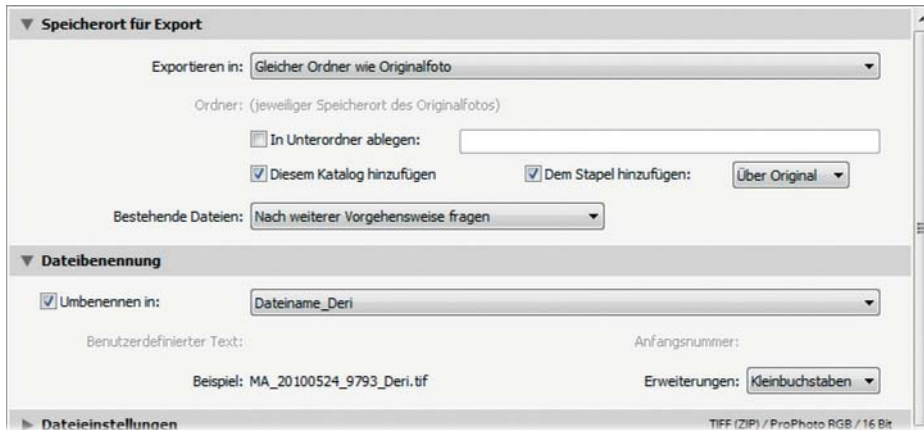 Speicherort für Export
Exportieren in: Gleicher Ordner wie Originalfoto
Ordner: (jeweiliger Speicherort des Originalfotos)
In Unterordner ablegen:
Diesem Katalog hinzufügen Dem Stapel hinzufügen: Über Original
Bestehende Dateien: Nach weiterer Vorgehensweise fragen
Dateibenennung
Umbenennen in: Dateiname_Deri
Benutzerdefinierter Text: Anfangsnummer:
Beispiel: MA_20100524_9793_Deri.tif Erweiterungen: Kleinbuchstaben
Dateieinstellungen TIFF (ZIP) / ProPhoto RGB / 16 Bit